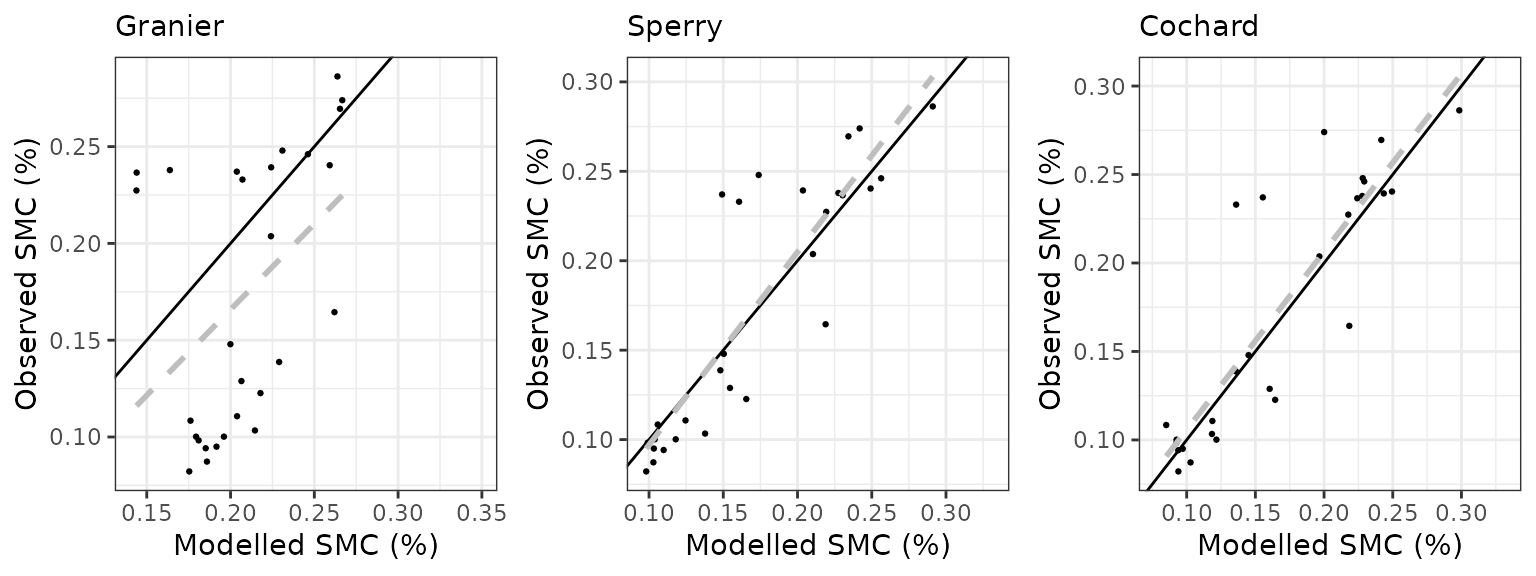 Granier
Sperry
Cochard
Observed SMC (%)
0.25
0.20
0.15
0.10
0.15 0.20 0.25 0.30 0.35
Modelled SMC (%)
Observed SMC (%)
0.30
0.25
0.20
0.15
0.10
0.10 0.15 0.20 0.25 0.30
Modelled SMC (%)
Observed SMC (%)
0.30
0.25
0.20
0.15
0.10
0.10 0.15 0.20 0.25 0.30
Modelled SMC (%)